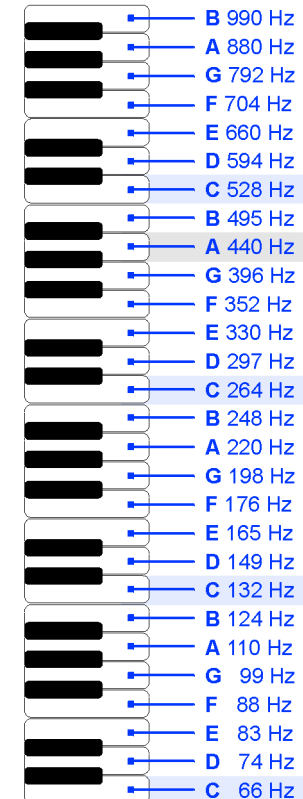 B 990 Hz
A 880 Hz
G 792 Hz
F 704 Hz
E 660 Hz
D 594 Hz
C 528 Hz
B 495 Hz
A 440 Hz
G 396 Hz
F 352 Hz
E 330 Hz
D 297 Hz
C 264 Hz
B 248 Hz
A 220 Hz
G 198 Hz
F 176 Hz
E 165 Hz
D 149 Hz
C 132 Hz
B 124 Hz
A 110 Hz
G 99 Hz
F 88 Hz
E 83 Hz
D 74 Hz
C 66 Hz